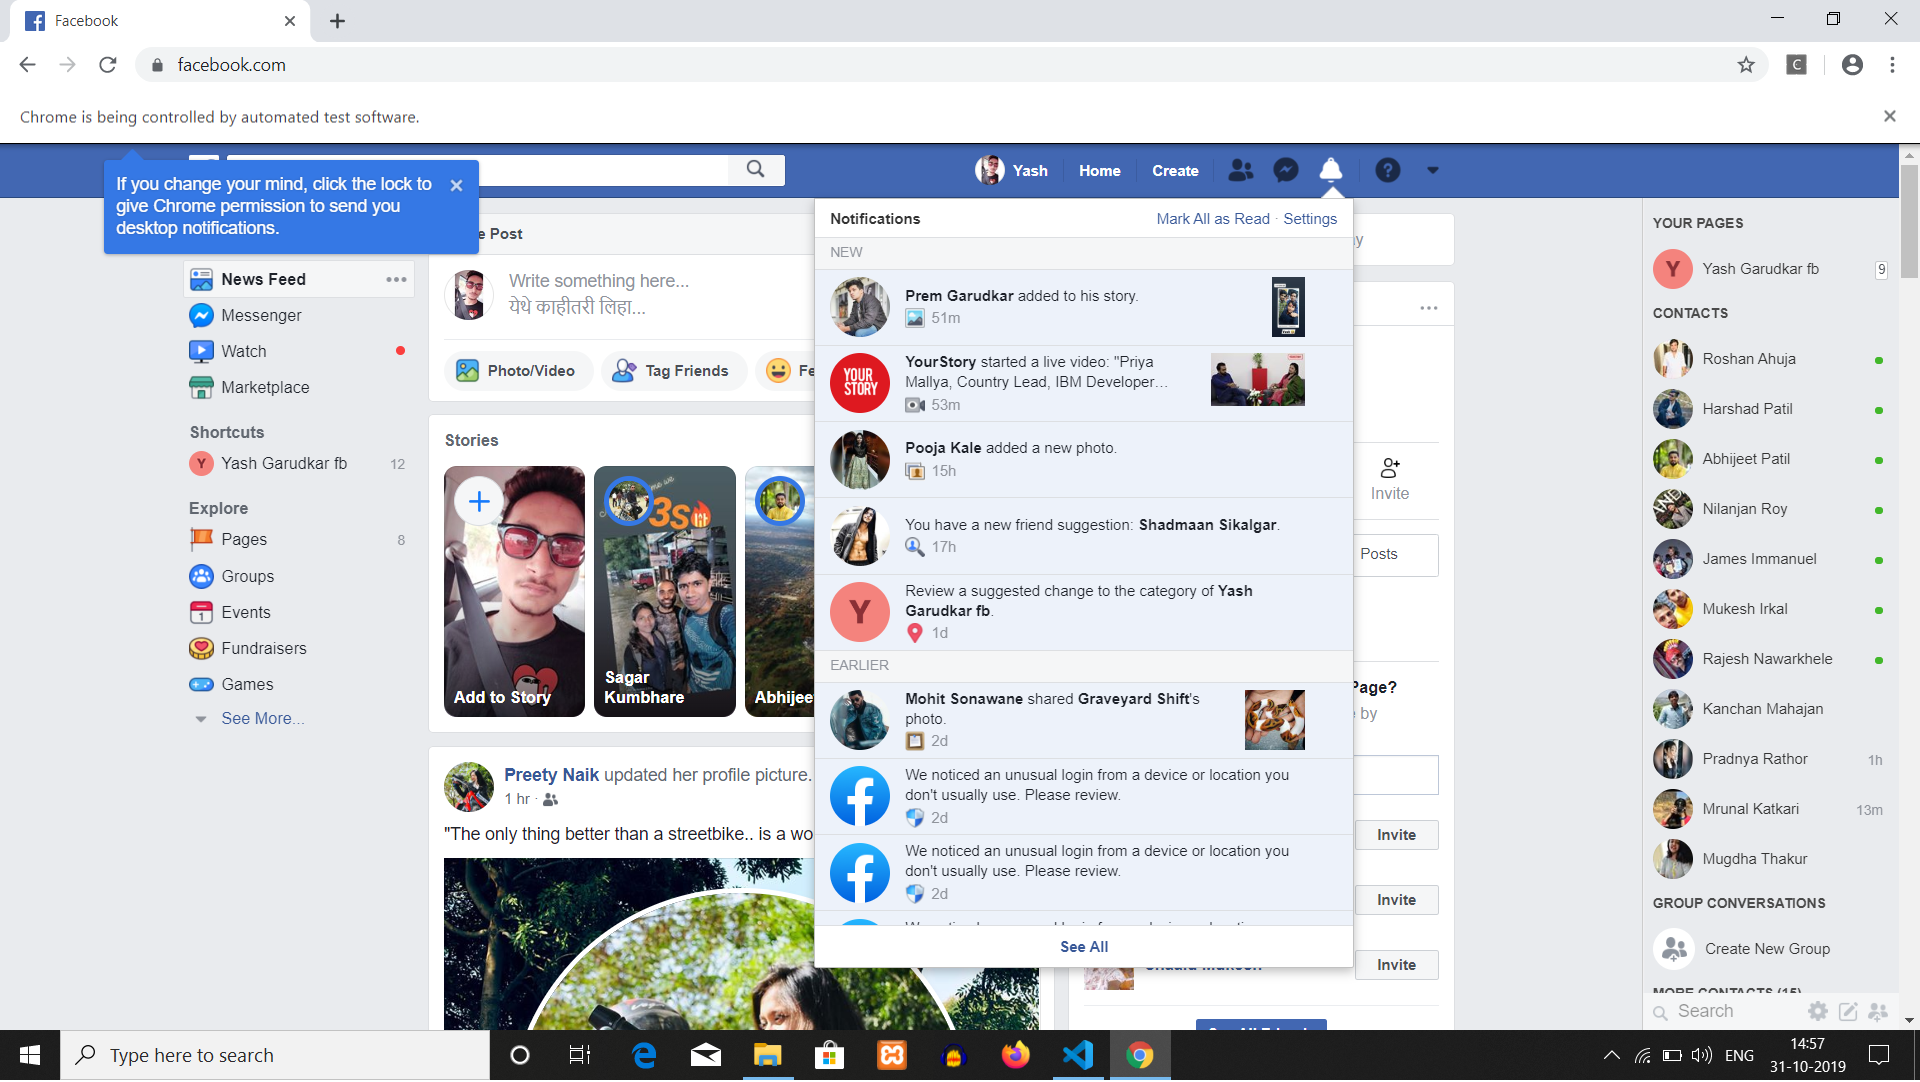 Facebook
facebook.com
C
Chrome is being controlled by automated test software.
If you change your mind, click the lock to
give Chrome permission to send you
desktop notifications.
Yash
Home
Create
Notifications
Mark All as Read · Settings
NEW
Prem Garudkar added to his story.
51m
YourStory started a live video: "Priya
Mallya, Country Lead, IBM Developer…
53m
YOUR
STORY
Pooja Kale added a new photo.
15h
You have a new friend suggestion: Shadmaan Sikalgar.
17h
Y
Review a suggested change to the category of Yash
Garudkar fb.
1d
EARLIER
Mohit Sonawane shared Graveyard Shift's
photo.
2d
We noticed an unusual login from a device or location you
don't usually use. Please review.
2d
We noticed an unusual login from a device or location you
don't usually use. Please review.
2d
See All
News Feed
Messenger
Watch
Marketplace
Shortcuts
Y
Yash Garudkar fb 12
Explore
Pages 8
Groups
Events
Fundraisers
Games
See More...
Post
Write something here...
येथे काहीतरी लिहा...
Photo/Video
Tag Friends
Fe
Stories
Add to Story
3s
Sagar
Kumbhare
Abhijee
Preety Naik updated her profile picture.
1 hr ·
"The only thing better than a streetbike.. is a wo
Invite
Posts
Page?
by
Invite
Invite
Invite
YOUR PAGES
Y
Yash Garudkar fb 9
CONTACTS
Roshan Ahuja
Harshad Patil
Abhijeet Patil
Nilanjan Roy
James Immanuel
Mukesh Irkal
Rajesh Nawarkhele
Kanchan Mahajan
Pradnya Rathor 1h
Mrunal Katkari 13m
Mugdha Thakur
GROUP CONVERSATIONS
Create New Group
MORE CONTACTS (15)
Search
Type here to search
ENG
14:57
31-10-2019